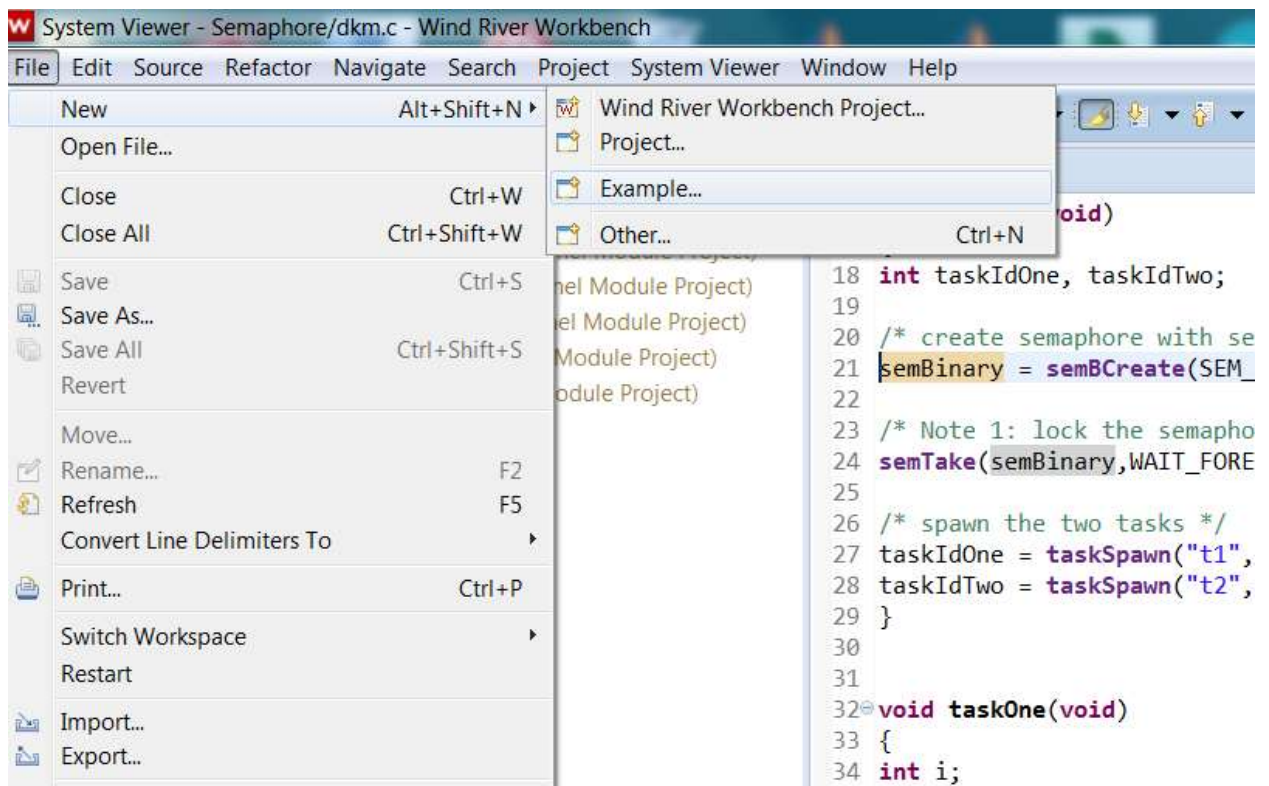 System Viewer - Semaphore/dkm.c - Wind River Workbench
File Edit Source Refactor Navigate Search Project System Viewer Window Help
New Alt+Shift+N
Open File...
Close Ctrl+W
Close All Ctrl+Shift+W
Save Ctrl+S
Save As...
Save All Ctrl+Shift+S
Revert
Move...
Rename... F2
Refresh F5
Convert Line Delimiters To
Print... Ctrl+P
Switch Workspace
Restart
Import...
Export...
Wind River Workbench Project...
Project...
Example...
Other... Ctrl+N
nel Module Project)
el Module Project)
Module Project)
odule Project)
oid)
18 int taskIdOne, taskIdTwo;
19
20 /* create semaphore with se
21 semBinary = semBCreate(SEM_
22
23 /* Note 1: lock the semapho
24 semTake(semBinary,WAIT_FORE
25
26 /* spawn the two tasks */
27 taskIdOne = taskSpawn("t1",
28 taskIdTwo = taskSpawn("t2",
29 }
30
31
32 void taskOne(void)
33 {
34 int i;